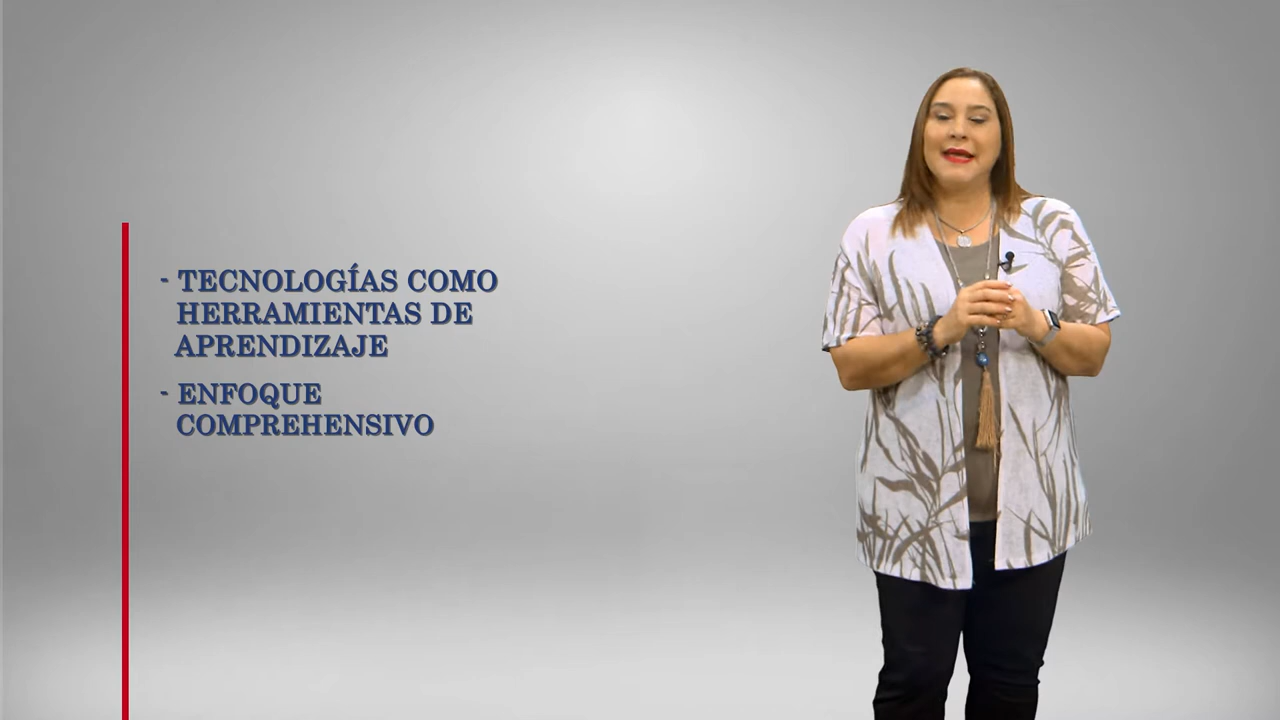 - TECNOLOGÍAS COMO
HERRAMIENTAS DE
APRENDIZAJE
- ENFOQUE
COMPREHENSIVO